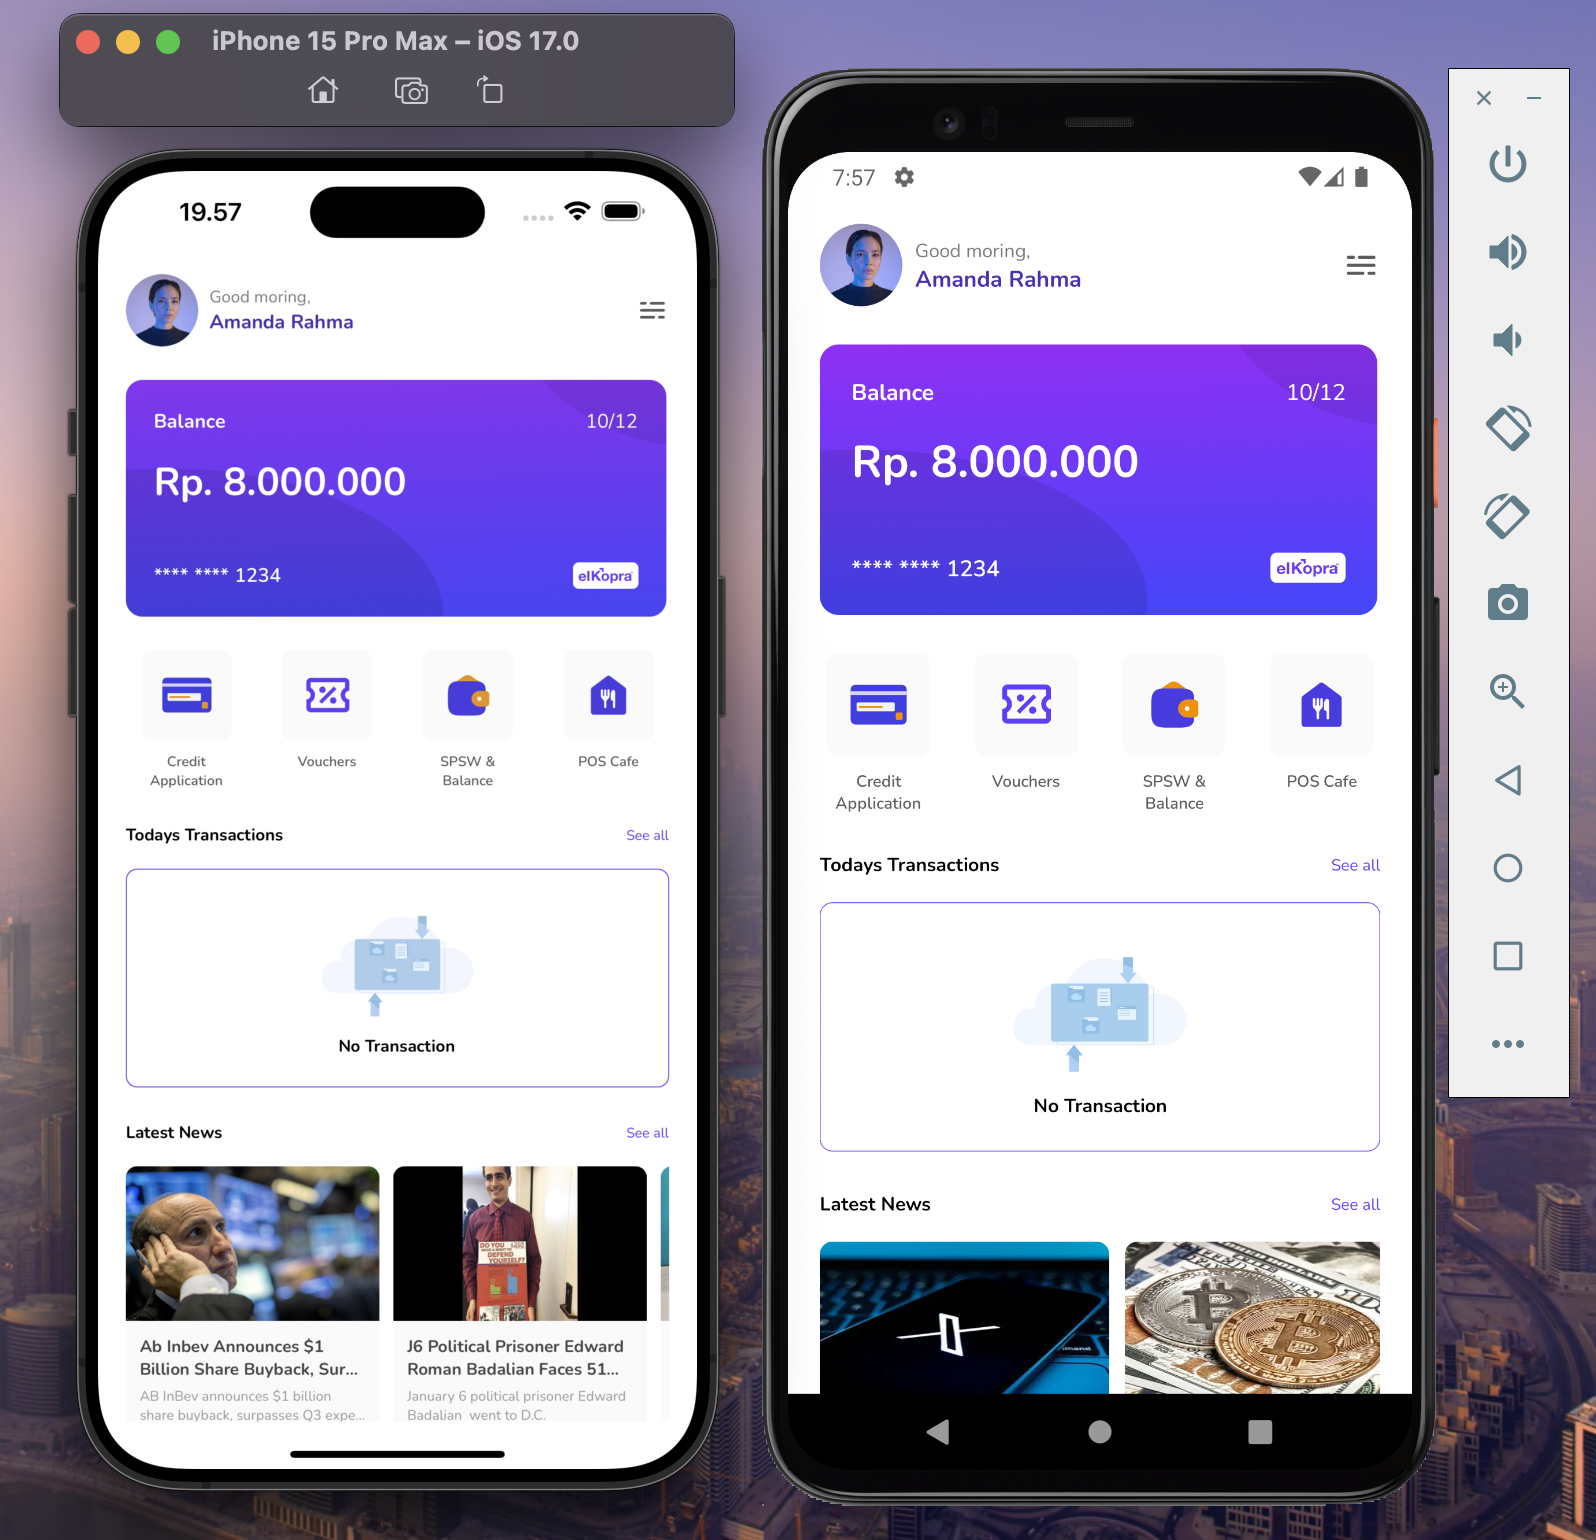 iPhone 15 Pro Max – iOS 17.0
19.57
Good moring,
Amanda Rahma
Balance
10/12
Rp. 8.000.000
**** **** 1234
elKopra
Credit
Application
Vouchers
SPSW &
Balance
POS Cafe
Todays Transactions
See all
No Transaction
Latest News
See all
DO YOU
DEFEND
YOURSELF?
Ab Inbev Announces $1
Billion Share Buyback, Sur...
AB InBev announces $1 billion
share buyback, surpasses Q3 expe...
J6 Political Prisoner Edward
Roman Badalian Faces 51...
January 6 political prisoner Edward
Badalian went to D.C.
7:57
Good moring,
Amanda Rahma
Balance
10/12
Rp. 8.000.000
**** **** 1234
elKopra
Credit
Application
Vouchers
SPSW &
Balance
POS Cafe
Todays Transactions
See all
No Transaction
Latest News
See all